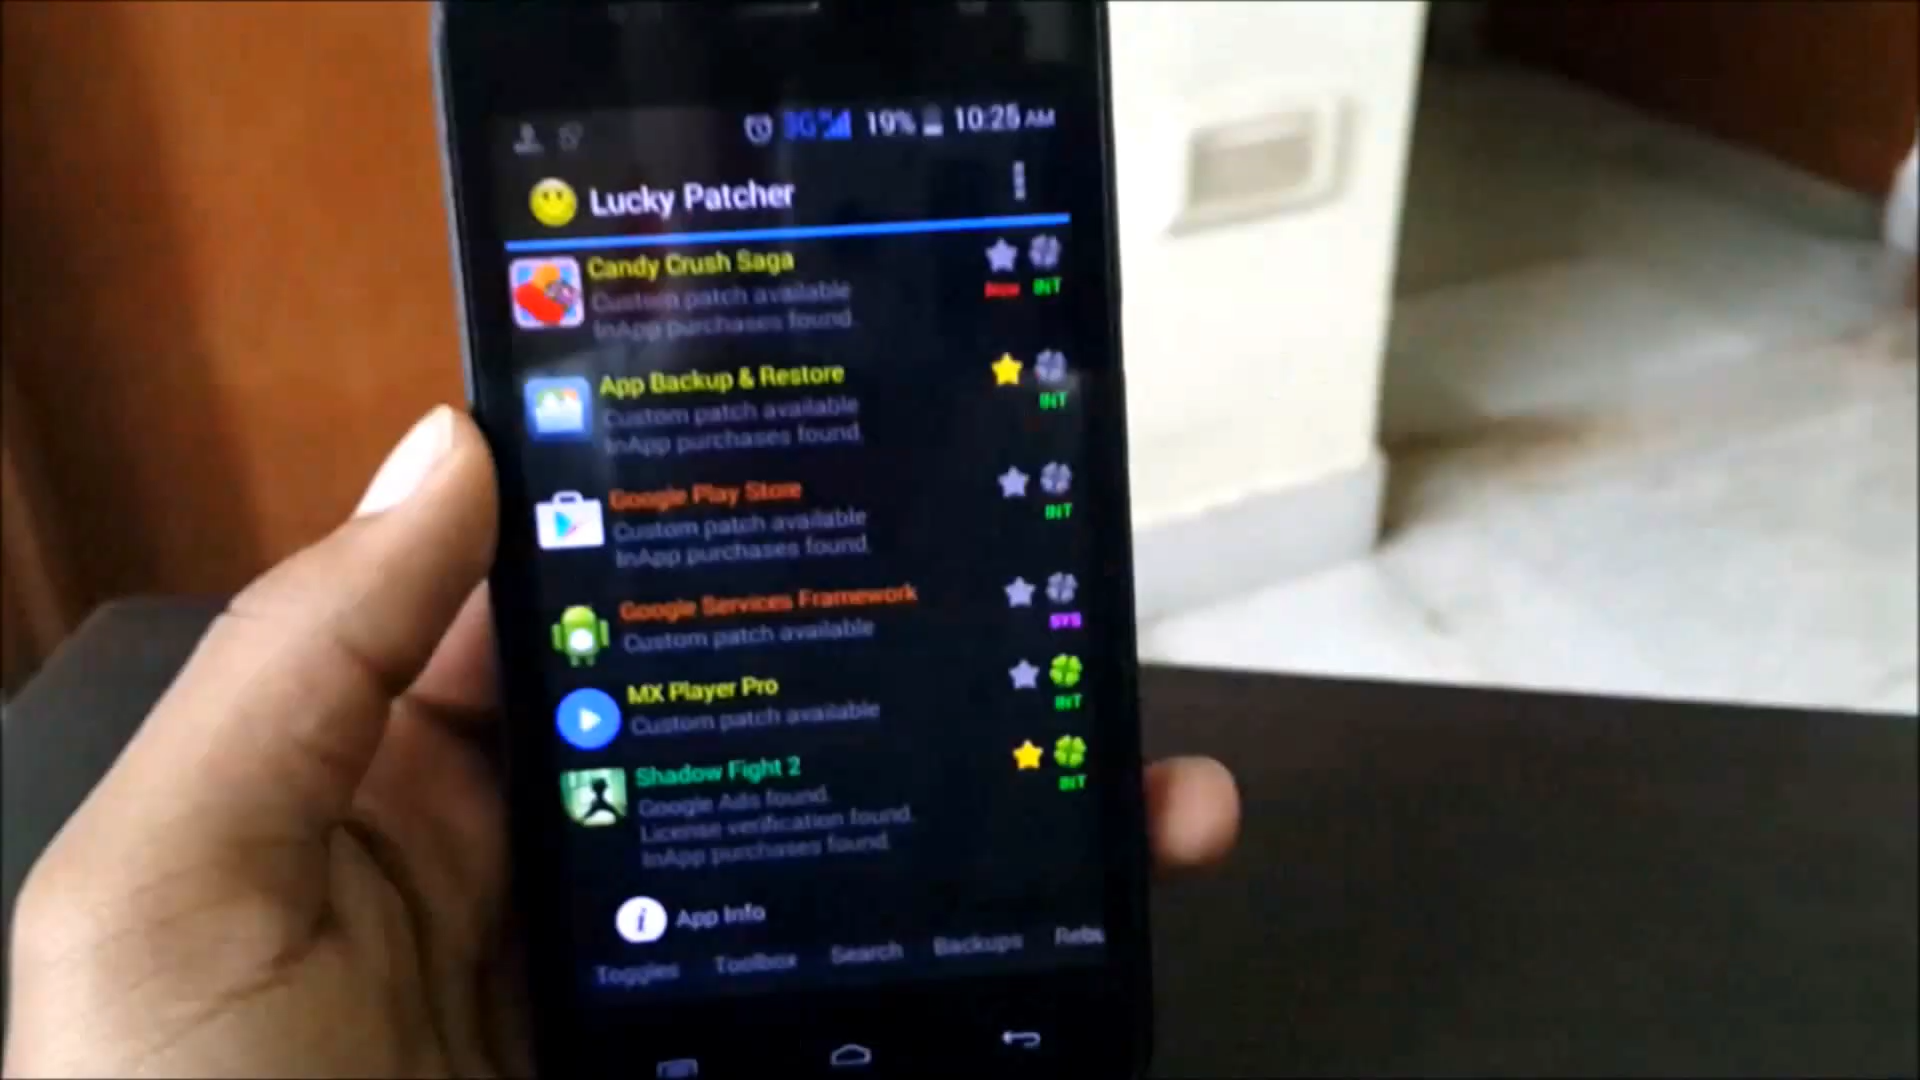 3G 19% 10:25 AM
Lucky Patcher
Candy Crush Saga
Custom patch available
InApp purchases found.
New INT
App Backup & Restore
Custom patch available
InApp purchases found.
INT
Google Play Store
Custom patch available
InApp purchases found.
INT
Google Services Framework
Custom patch available
SYS
MX Player Pro
Custom patch available
INT
Shadow Fight 2
Google Ads found.
License verification found.
InApp purchases found.
INT
App Info
Toggles Toolbox Search Backups Rebu